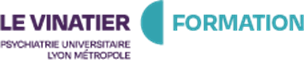 LE VINATIER
PSYCHIATRIE UNIVERSITAIRE
LYON MÉTROPOLE
FORMATION